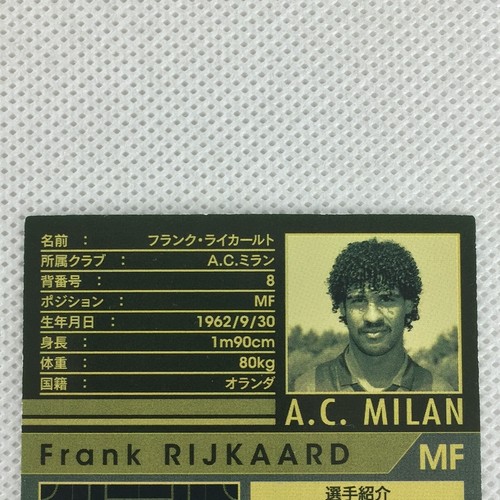 名前 : フランク・ライカールト
所属クラブ : A.C.ミラン
背番号 : 8
ポジション : MF
生年月日 : 1962/9/30
身長 : 1m90cm
体重 : 80kg
国籍 : オランダ
A.C. MILAN
Frank RIJKAARD MF
選手紹介